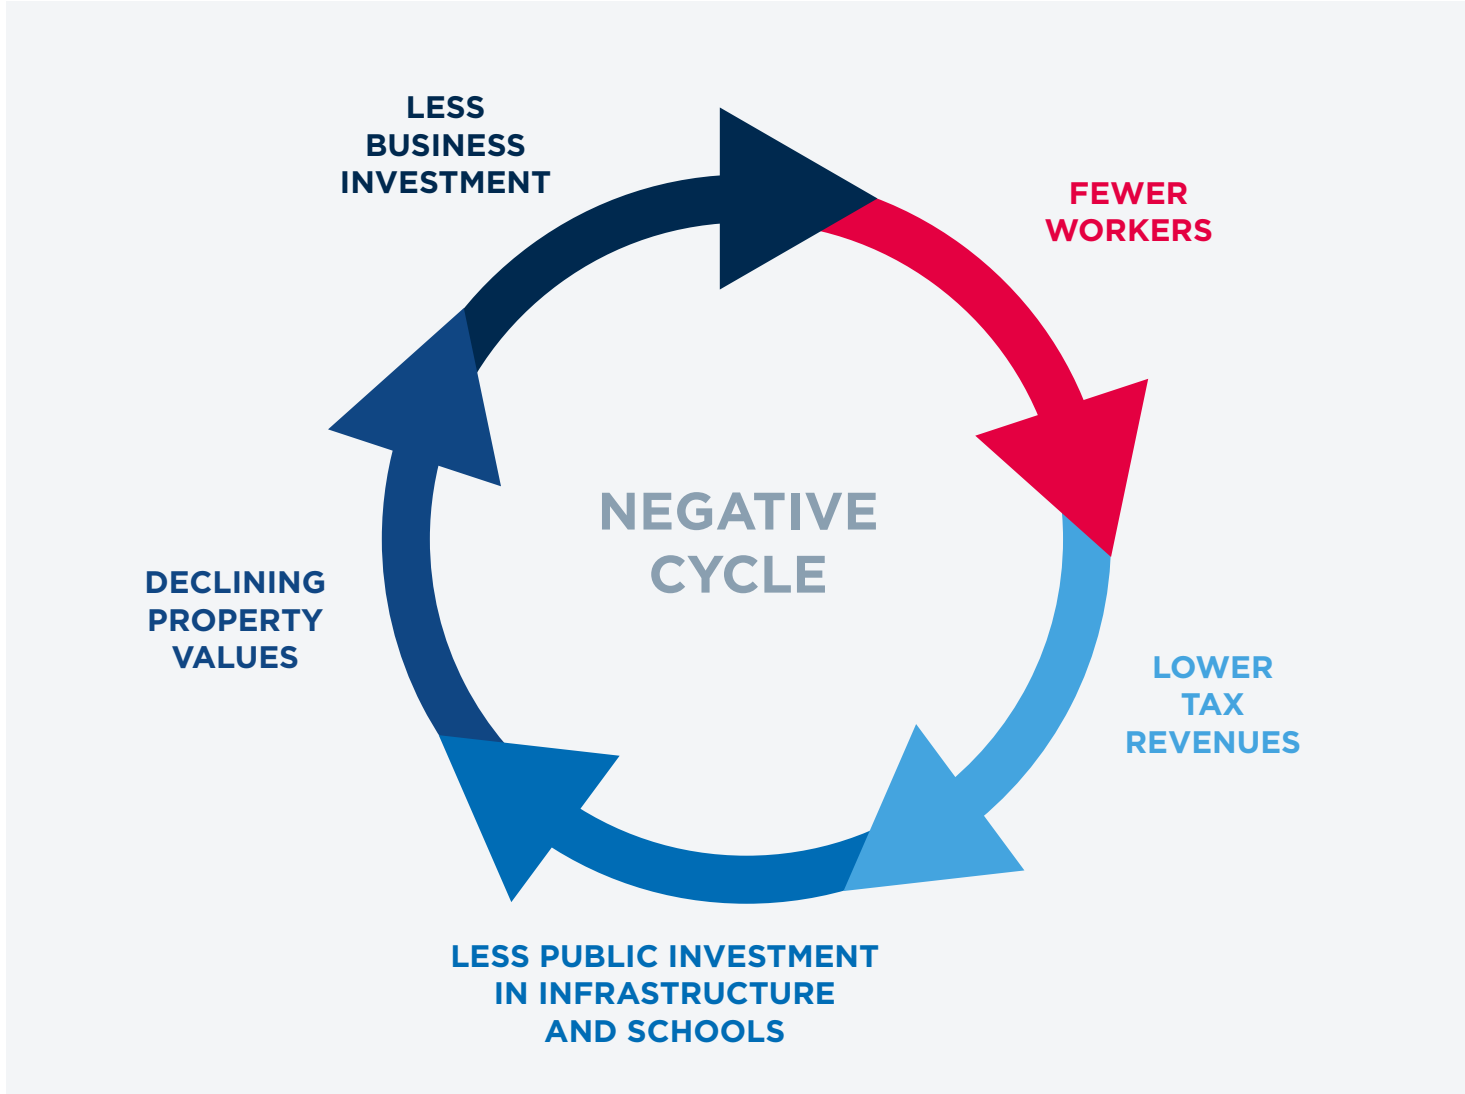 LESS
BUSINESS
INVESTMENT
FEWER
WORKERS
NEGATIVE
CYCLE
DECLINING
PROPERTY
VALUES
LOWER
TAX
REVENUES
LESS PUBLIC INVESTMENT
IN INFRASTRUCTURE
AND SCHOOLS